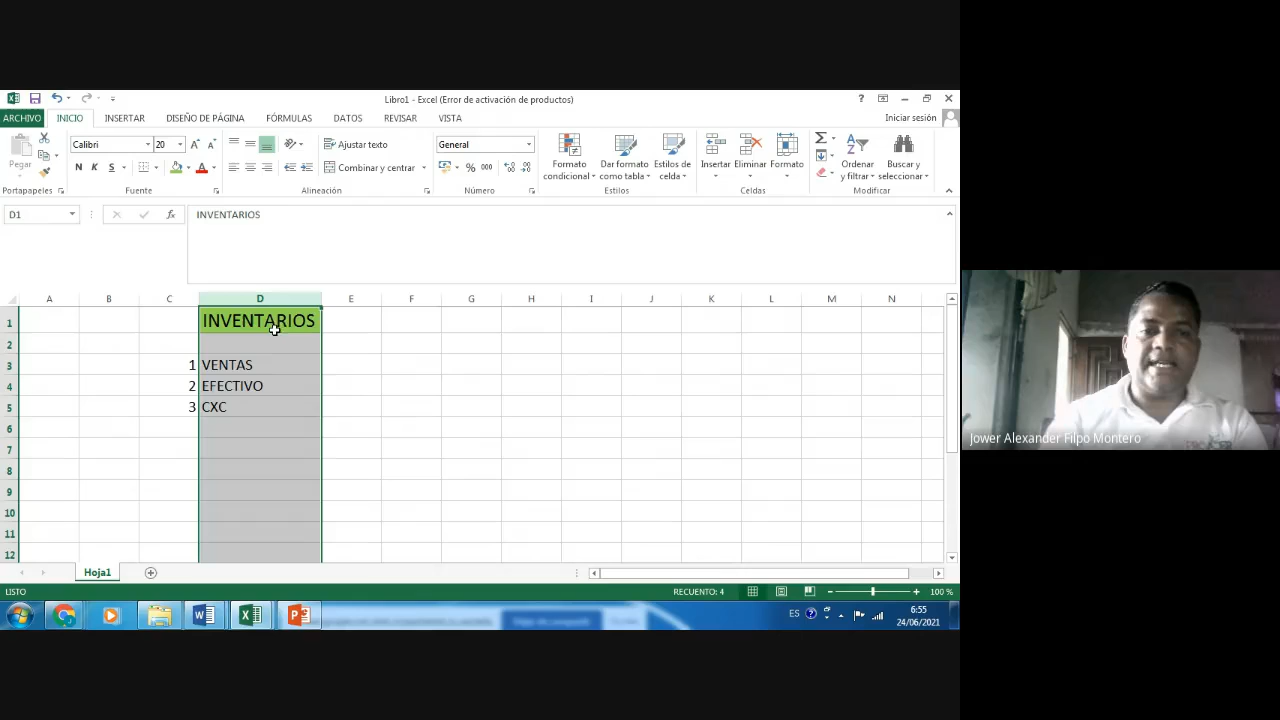 Libro1 - Excel (Error de activación de productos)
ARCHIVO INICIO INSERTAR DISEÑO DE PÁGINA FÓRMULAS DATOS REVISAR VISTA Iniciar sesión
Pegar
Calibri 20
N K S
Ajustar texto
Combinar y centrar
General
% 000
Formato condicional
Dar formato como tabla
Estilos de celda
Insertar Eliminar Formato
Ordenar y filtrar
Buscar y seleccionar
Portapapeles Fuente Alineación Número Estilos Celdas Modificar
D1 fx INVENTARIOS
A B C D E F G H I J K L M N
1 INVENTARIOS
2
3 1 VENTAS
4 2 EFECTIVO
5 3 CXC
6
7
8
9
10
11
12
Hoja1
LISTO RECUENTO: 4 100 %
ES 6:55
24/06/2021
Jower Alexander Filpo Montero